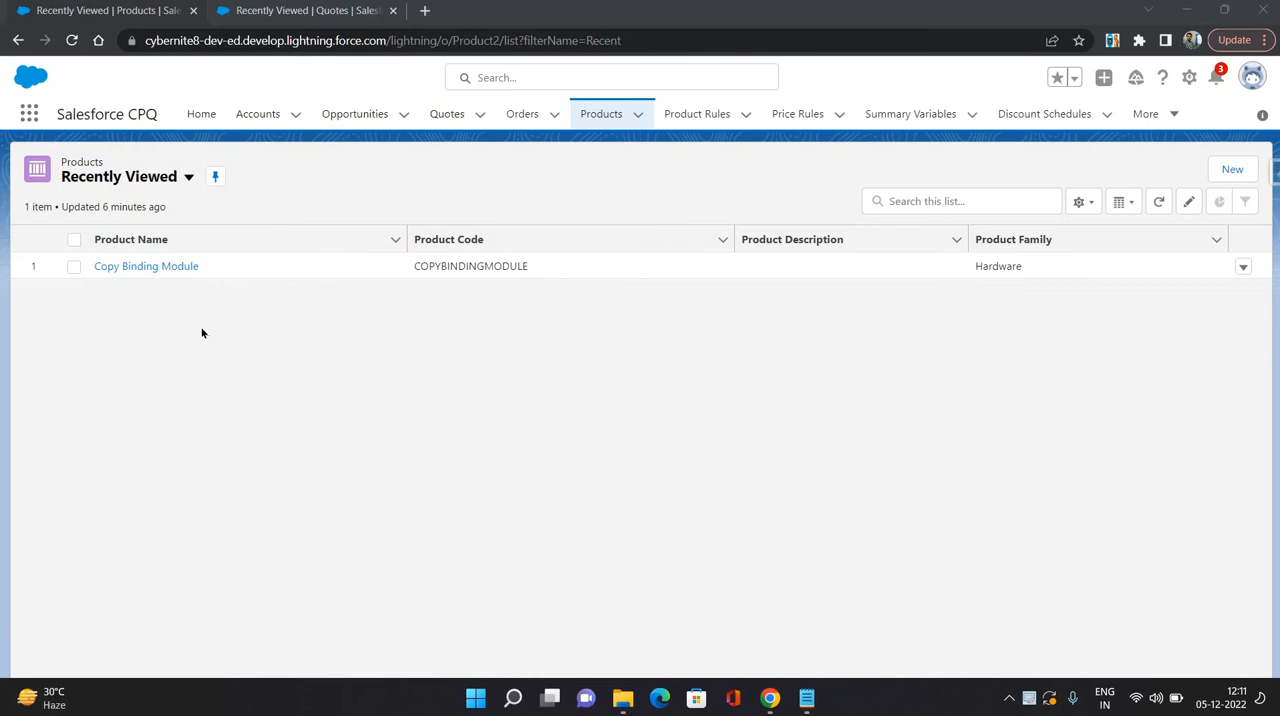 Recently Viewed | Products | Sale
Recently Viewed | Quotes | Sales
cybernite8-dev-ed.develop.lightning.force.com/lightning/o/Product2/list?filterName=Recent
Update
Search...
3
Salesforce CPQ
Home
Accounts
Opportunities
Quotes
Orders
Products
Product Rules
Price Rules
Summary Variables
Discount Schedules
More
Products
Recently Viewed
New
1 item • Updated 6 minutes ago
Search this list...
Product Name
Product Code
Product Description
Product Family
1
Copy Binding Module
COPYBINDINGMODULE
Hardware
30°C
Haze
ENG
IN
12:11
05-12-2022